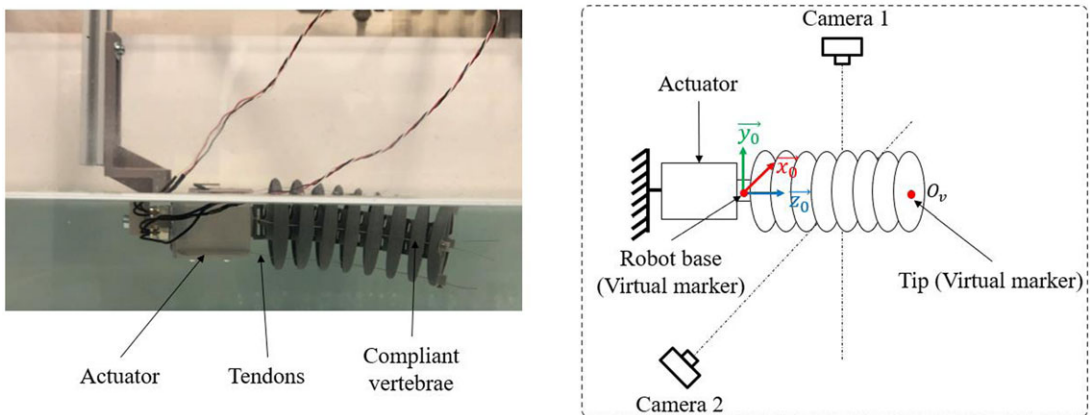 Actuator
Tendons
Compliant
vertebrae
Camera 1
Actuator
y₀
x₀
z₀
Oᵥ
Robot base
(Virtual marker)
Tip (Virtual marker)
Camera 2